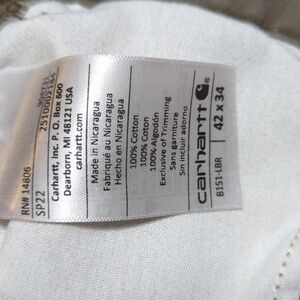 carhartt
42 x 34
B151-LBR
100% Cotton
100% Cotton
100% Algodón
Exclusive of Trimming
Sans garniture
Sin incluir adorno
Made in Nicaragua
Fabriqué au Nicaragua
Hecho en Nicaragua
Carhartt, Inc. P. O. Box 600
Dearborn, MI 48121 USA
carhartt.com
RN# 14806
SP22